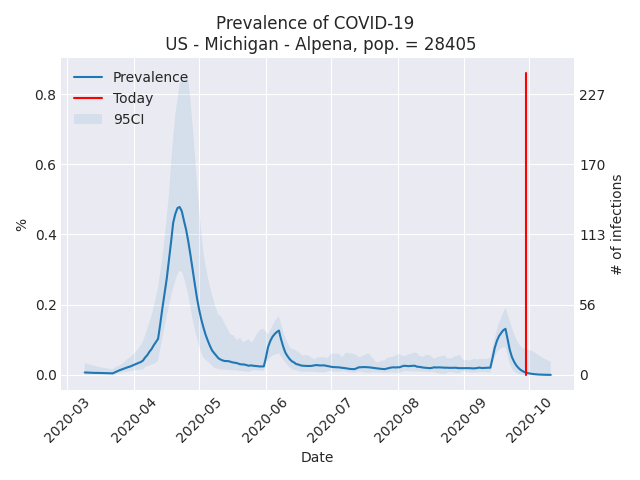 Prevalence of COVID-19
US - Michigan - Alpena, pop. = 28405
Prevalence
Today
95CI
0.8
0.6
0.4
0.2
0.0
%
227
170
113
56
0
# of infections
2020-03
2020-04
2020-05
2020-06
2020-07
2020-08
2020-09
2020-10
Date